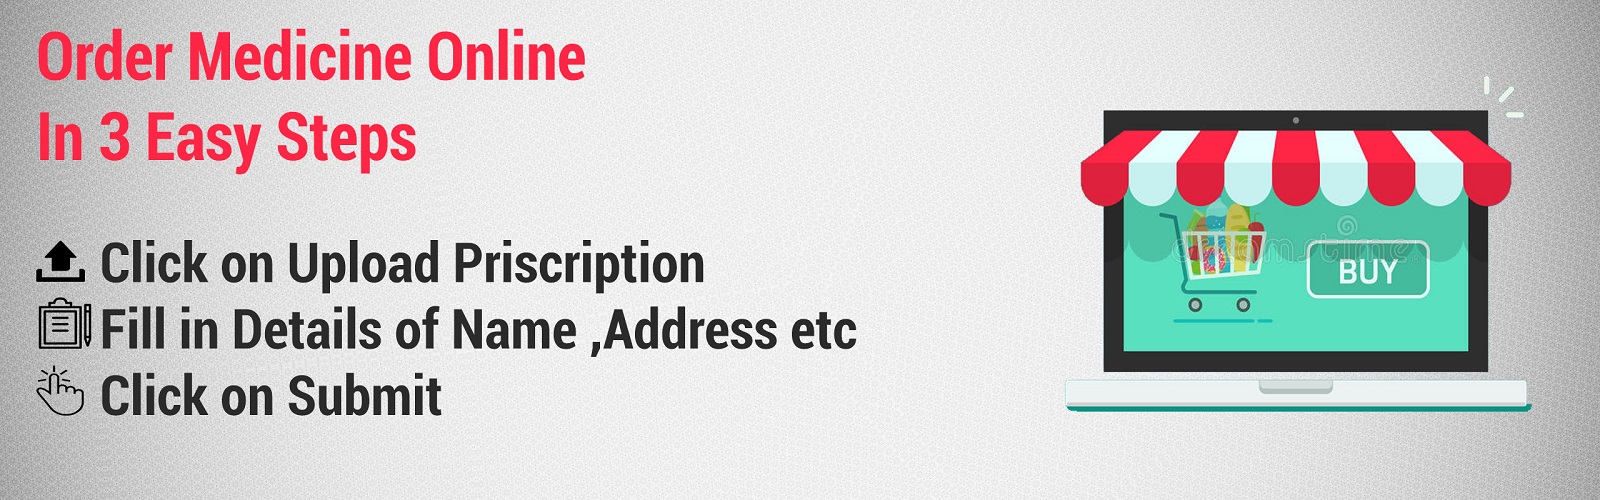 Order Medicine Online
In 3 Easy Steps
Click on Upload Priscription
Fill in Details of Name ,Address etc
Click on Submit
BUY